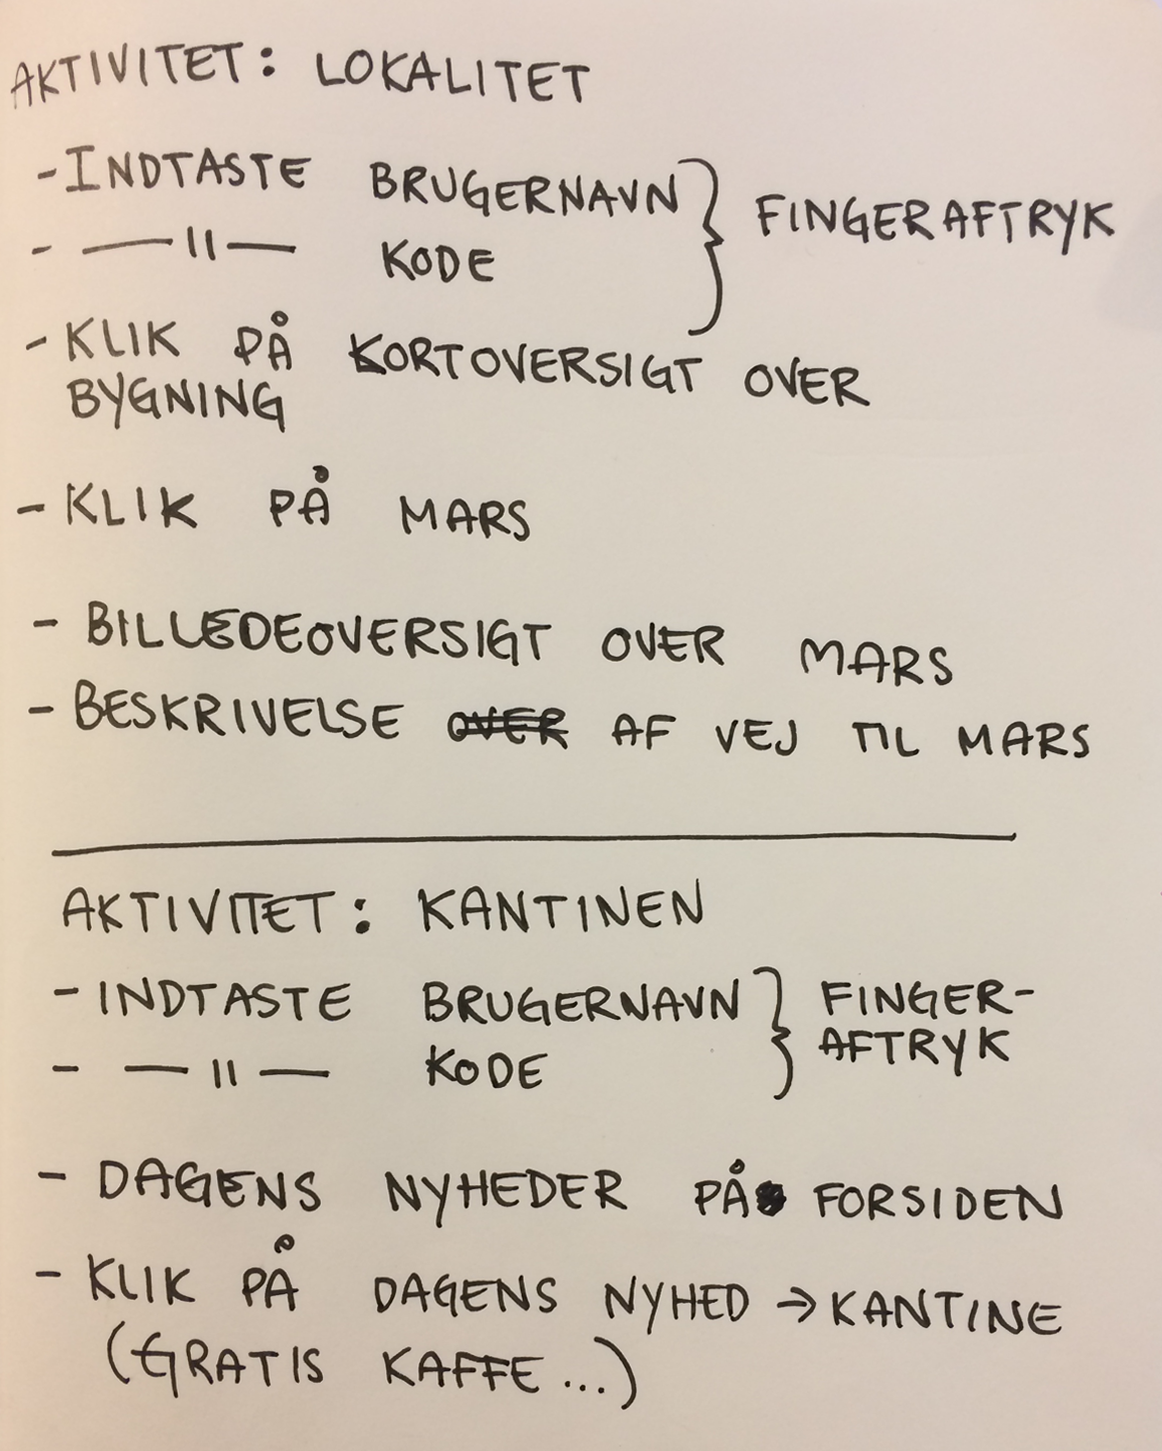 AKTIVITET: LOKALITET
- INDTASTE BRUGERNAVN } FINGERAFTRYK
- —— 11 —— KODE
- KLIK PÅ KORTOVERSIGT OVER
BYGNING
- KLIK PÅ MARS
- BILLEDEOVERSIGT OVER MARS
- BESKRIVELSE OVER AF VEJ TIL MARS
AKTIVITET: KANTINEN
- INDTASTE BRUGERNAVN } FINGER-
AFTRYK
- — 11 — KODE
- DAGENS NYHEDER PÅ FORSIDEN
- KLIK PÅ DAGENS NYHED → KANTINE
(GRATIS KAFFE...)